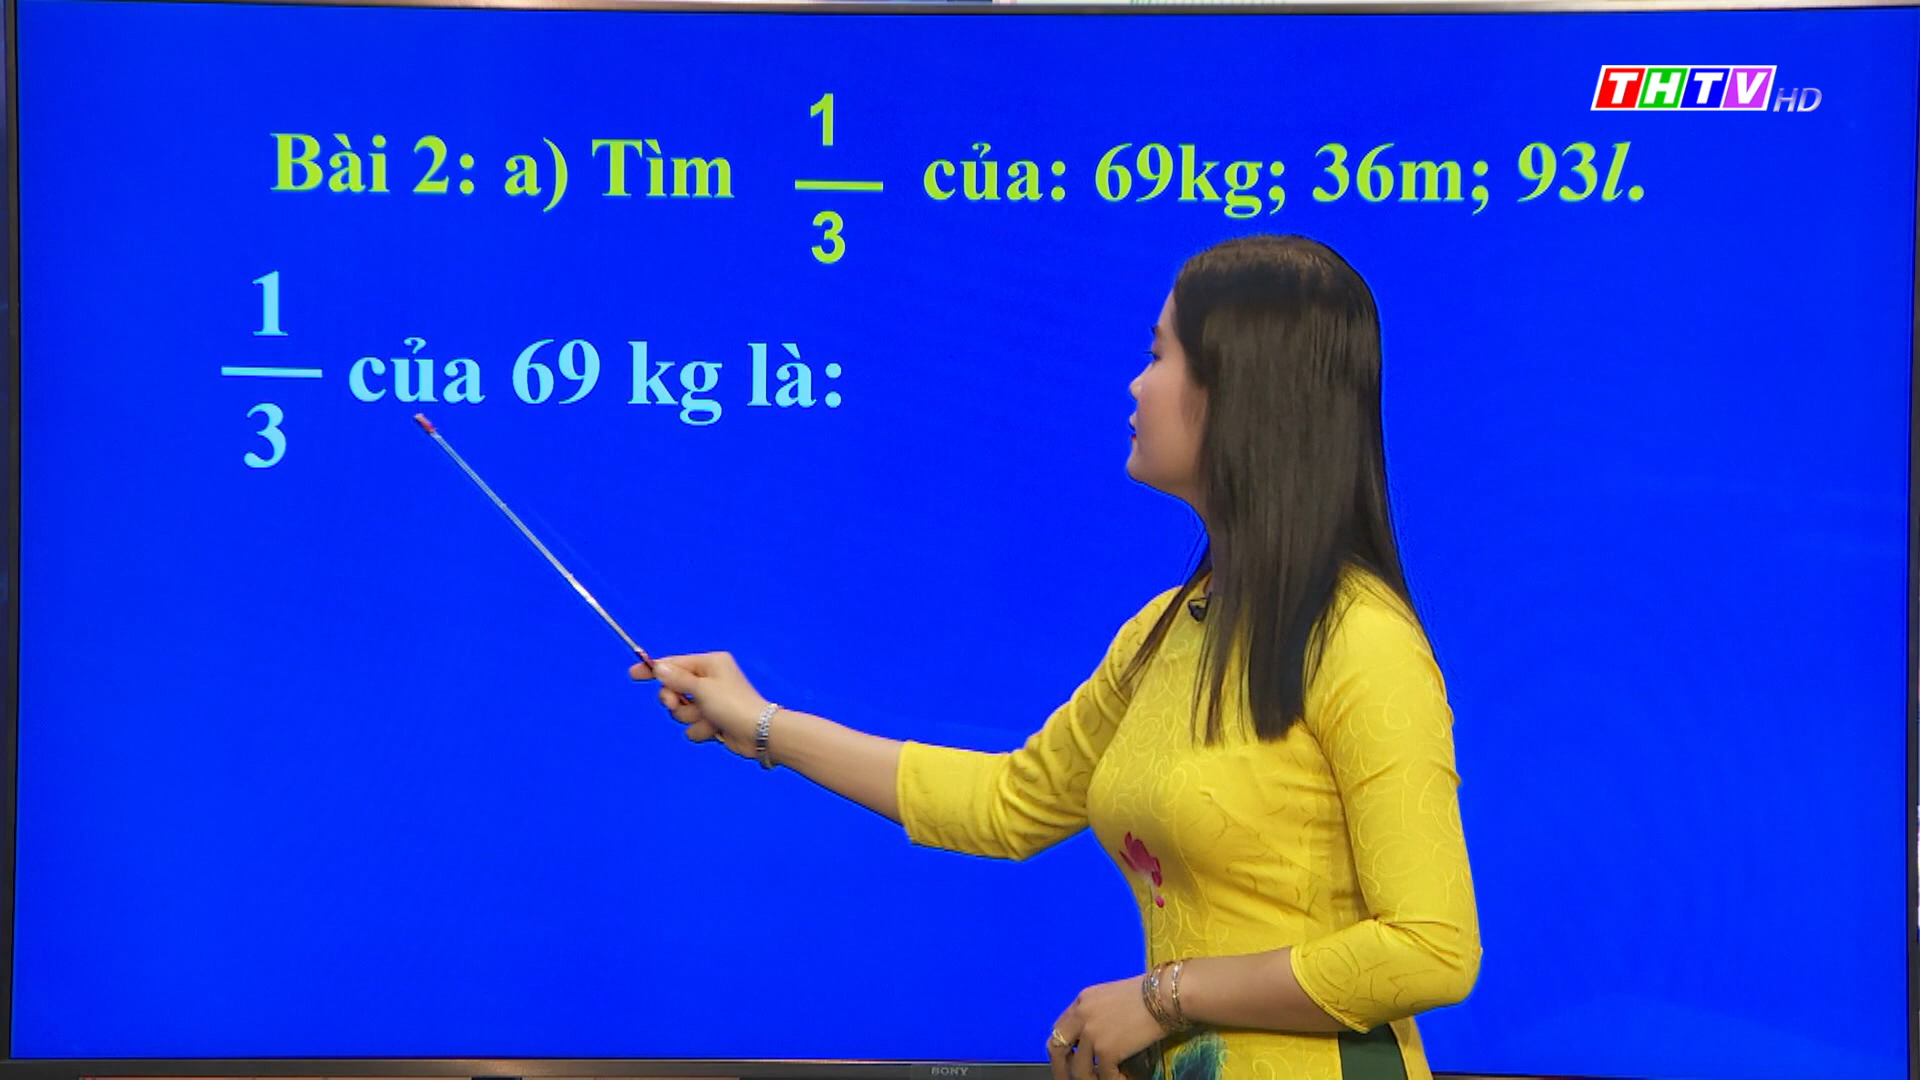 THTV HD
Bài 2: a) Tìm 1/3 của: 69kg; 36m; 93l.
1/3 của 69 kg là:
SONY